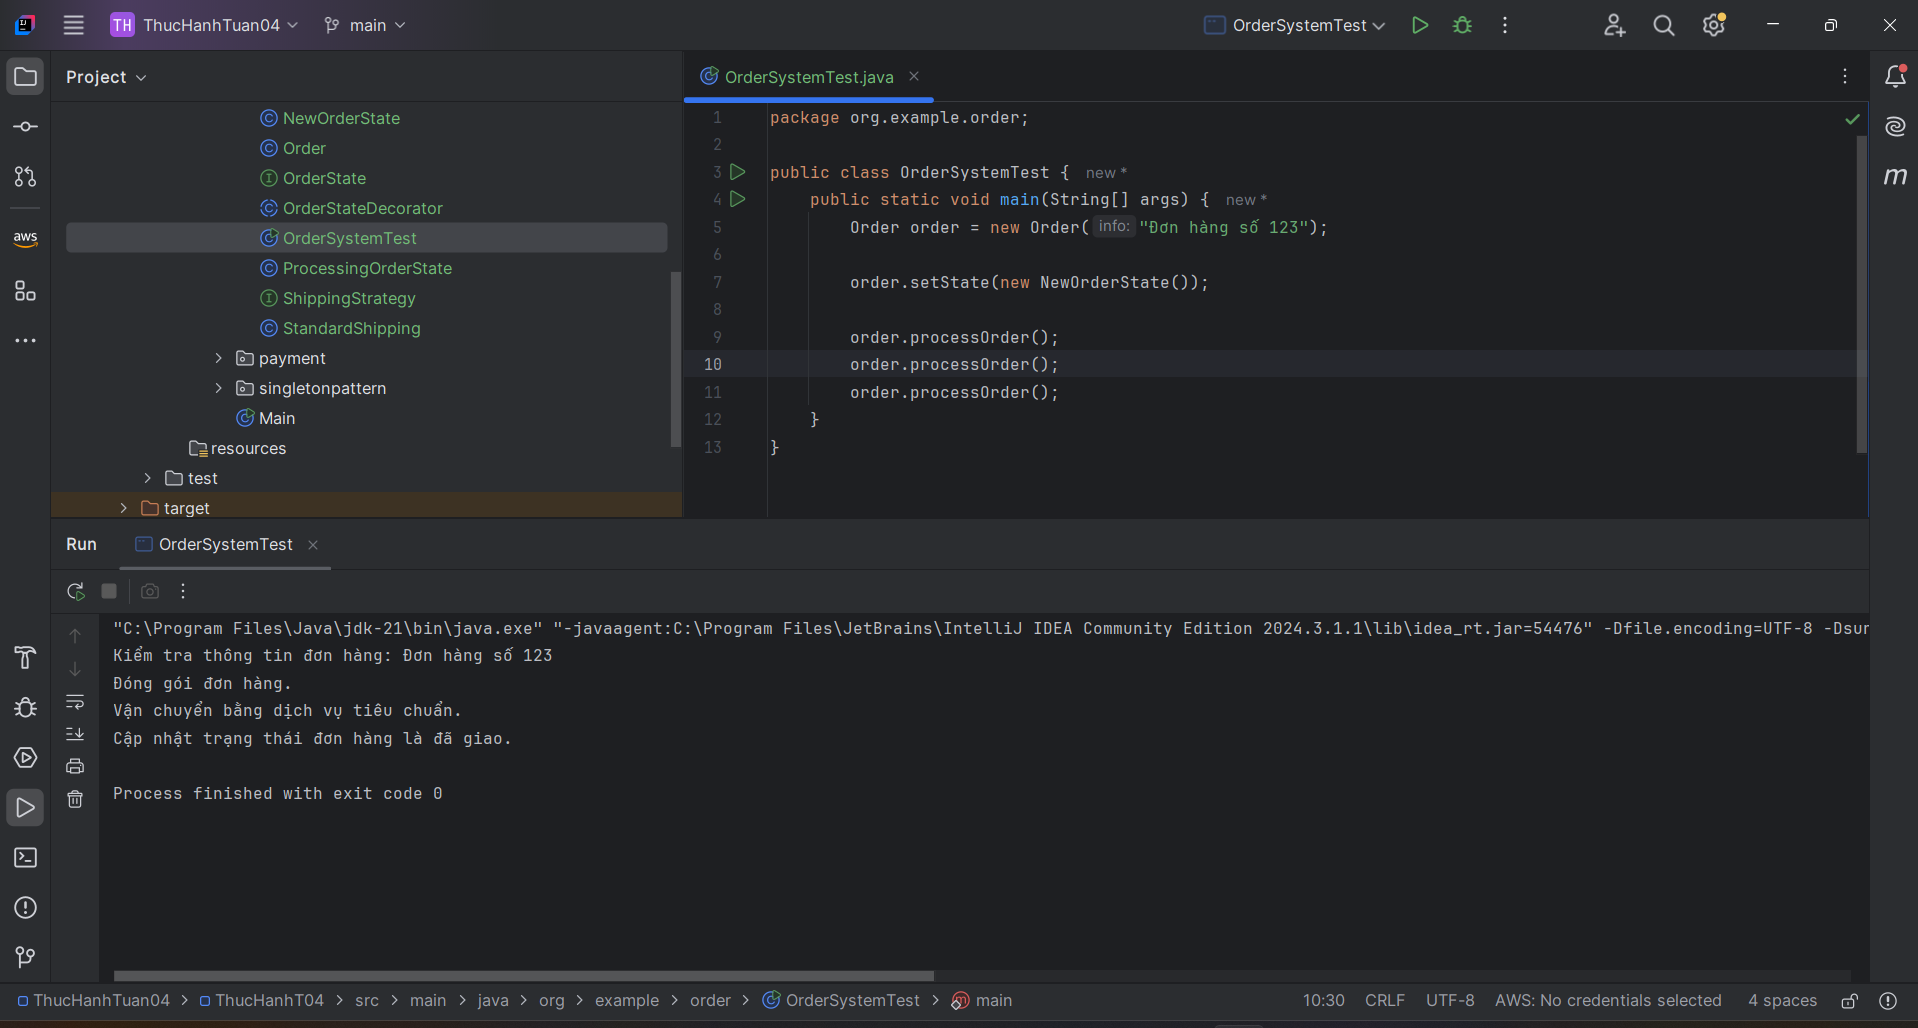 TH ThucHanhTuan04 main OrderSystemTest
Project
OrderSystemTest.java
NewOrderState
Order
OrderState
OrderStateDecorator
OrderSystemTest
ProcessingOrderState
ShippingStrategy
StandardShipping
payment
singletonpattern
Main
resources
test
target
aws
m
1 package org.example.order;
2
3 public class OrderSystemTest { new *
4 public static void main(String[] args) { new *
5 Order order = new Order( info: "Đơn hàng số 123");
6
7 order.setState(new NewOrderState());
8
9 order.processOrder();
10 order.processOrder();
11 order.processOrder();
12 }
13 }
Run OrderSystemTest
"C:\Program Files\Java\jdk-21\bin\java.exe" "-javaagent:C:\Program Files\JetBrains\IntelliJ IDEA Community Edition 2024.3.1.1\lib\idea_rt.jar=54476" -Dfile.encoding=UTF-8 -Dsur
Kiểm tra thông tin đơn hàng: Đơn hàng số 123
Đóng gói đơn hàng.
Vận chuyển bằng dịch vụ tiêu chuẩn.
Cập nhật trạng thái đơn hàng là đã giao.
Process finished with exit code 0
ThucHanhTuan04 > ThucHanhT04 > src > main > java > org > example > order > OrderSystemTest > main 10:30 CRLF UTF-8 AWS: No credentials selected 4 spaces